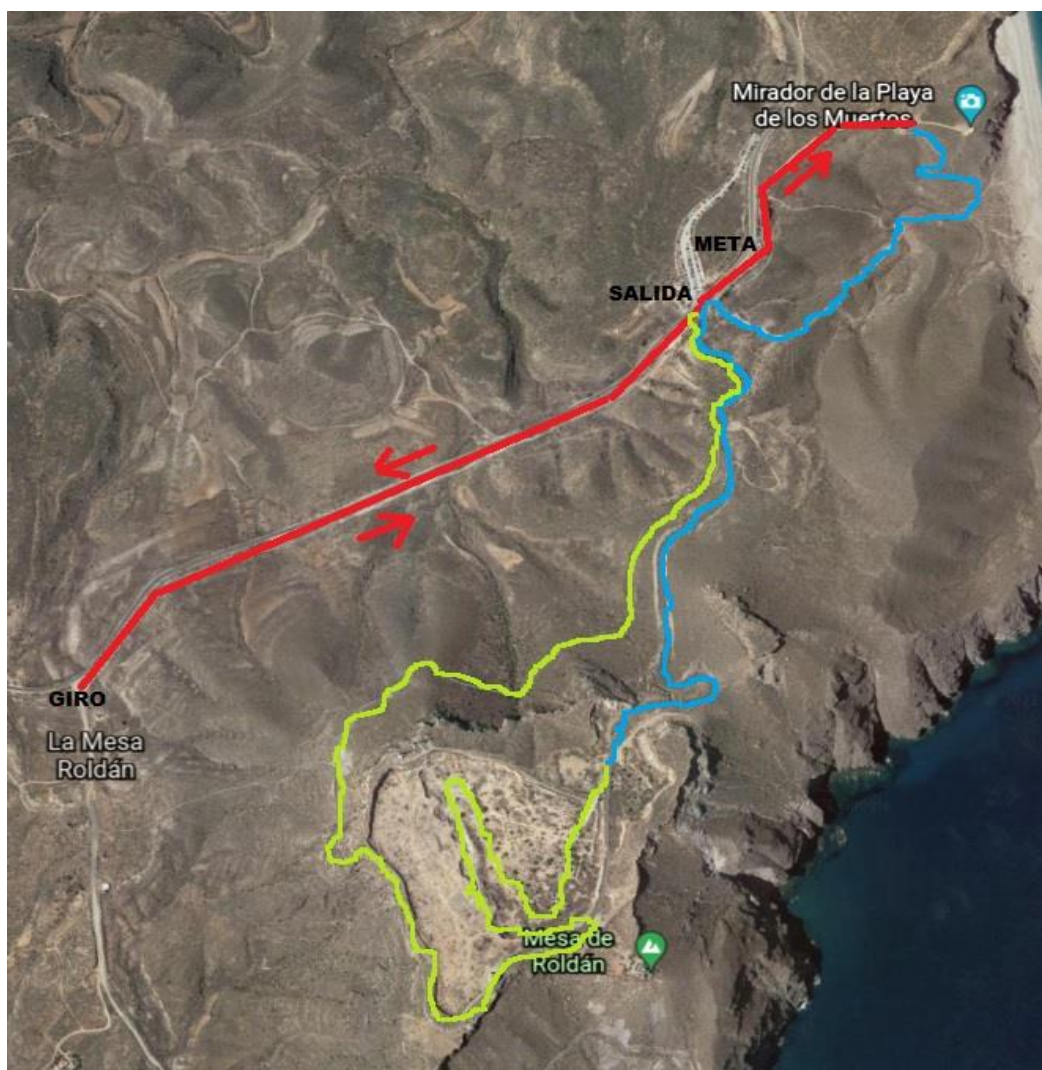 Mirador de la Playa
de los Muertos
META
SALIDA
GIRO
La Mesa
Roldán
Mesa de
Roldán